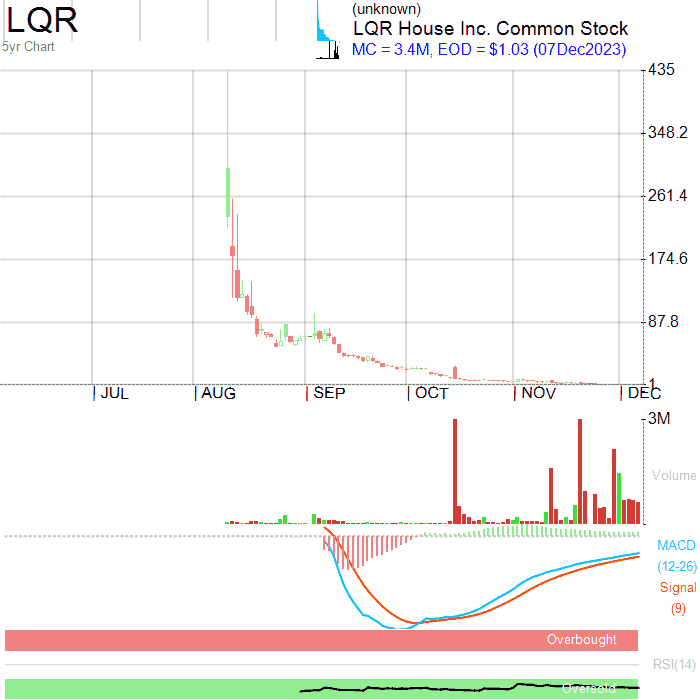 LQR
5yr Chart
(unknown)
LQR House Inc. Common Stock
MC = 3.4M, EOD = $1.03 (07Dec2023)
435
348.2
261.4
174.6
87.8
1
JUL AUG SEP OCT NOV DEC
3M
Volume
MACD
(12-26)
Signal
(9)
Overbought
RSI(14)
Oversold